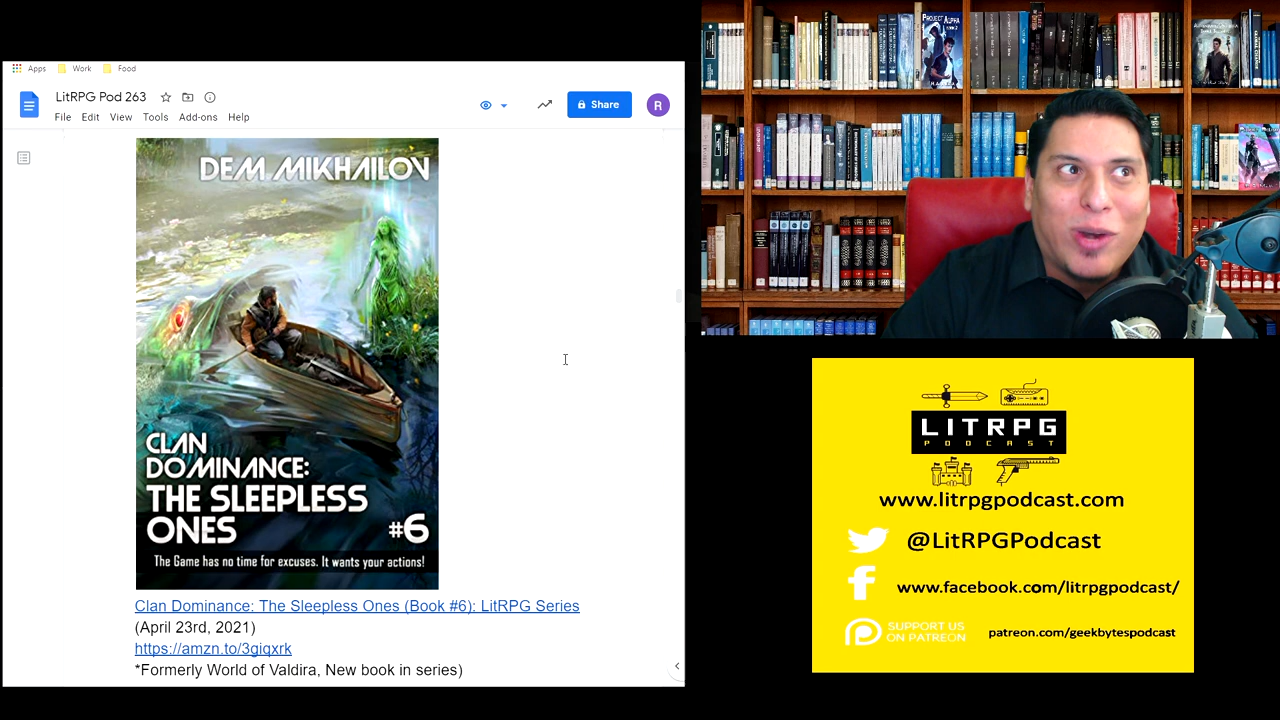 Apps
Work
Food
LitRPG Pod 263
Share
R
File
Edit
View
Tools
Add-ons
Help
DEM MIKHAILOV
CLAN
DOMINANCE:
THE SLEEPLESS
ONES
#6
The Game has no time for excuses. It wants your actions!
Clan Dominance: The Sleepless Ones (Book #6): LitRPG Series
(April 23rd, 2021)
https://amzn.to/3giqxrk
*Formerly World of Valdira, New book in series)
PROJECT ALPHA
LITRPG
PODCAST
www.litrpgpodcast.com
@LitRPGPodcast
www.facebook.com/litrpgpodcast/
SUPPORT US
ON PATREON
patreon.com/geekbytespodcast